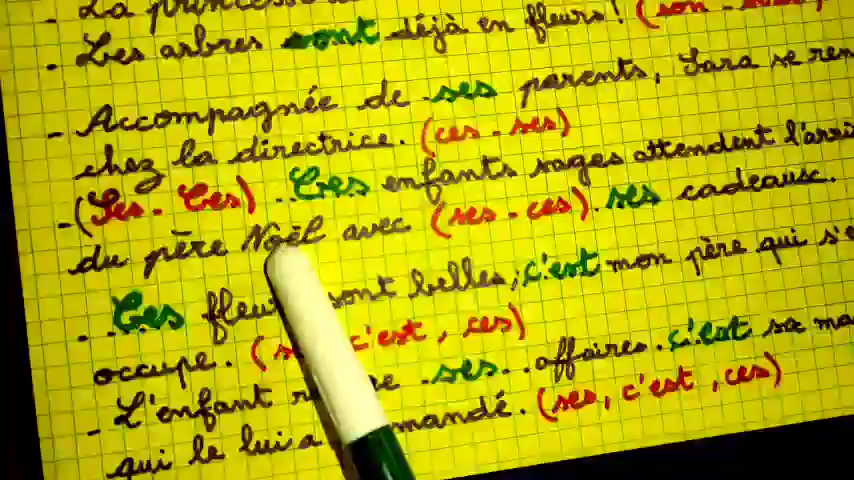 - La princesse
- Les arbres sont déjà en fleurs! (son -
- Accompagnée de ses parents, Sara se ren
chez la directrice. (ces - ses)
- (Ses - Ces) ..Ces enfants sages attendent l'arri
du père Noël avec (ses - ces). ses cadeaux.
- ..Ces fleu sont belles, c'est mon père qui s'e
occupe. (s c'est, ces)
- L'enfant r e .ses.. affaires. c'est sa ma
qui le lui a mandé. (ses, c'est, ces)